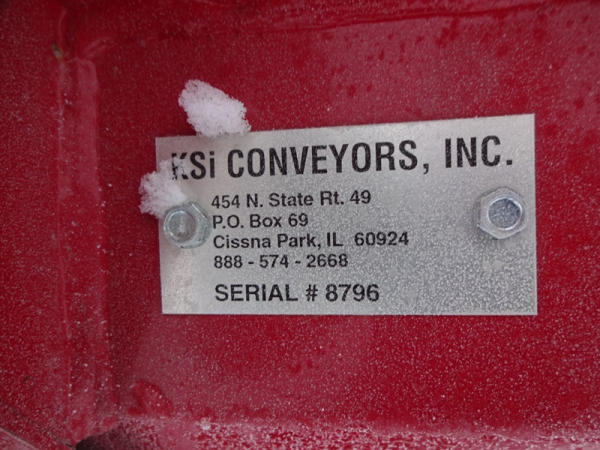 KSi CONVEYORS, INC.
454 N. State Rt. 49
P.O. Box 69
Cissna Park, IL 60924
888 - 574 - 2668
SERIAL # 8796